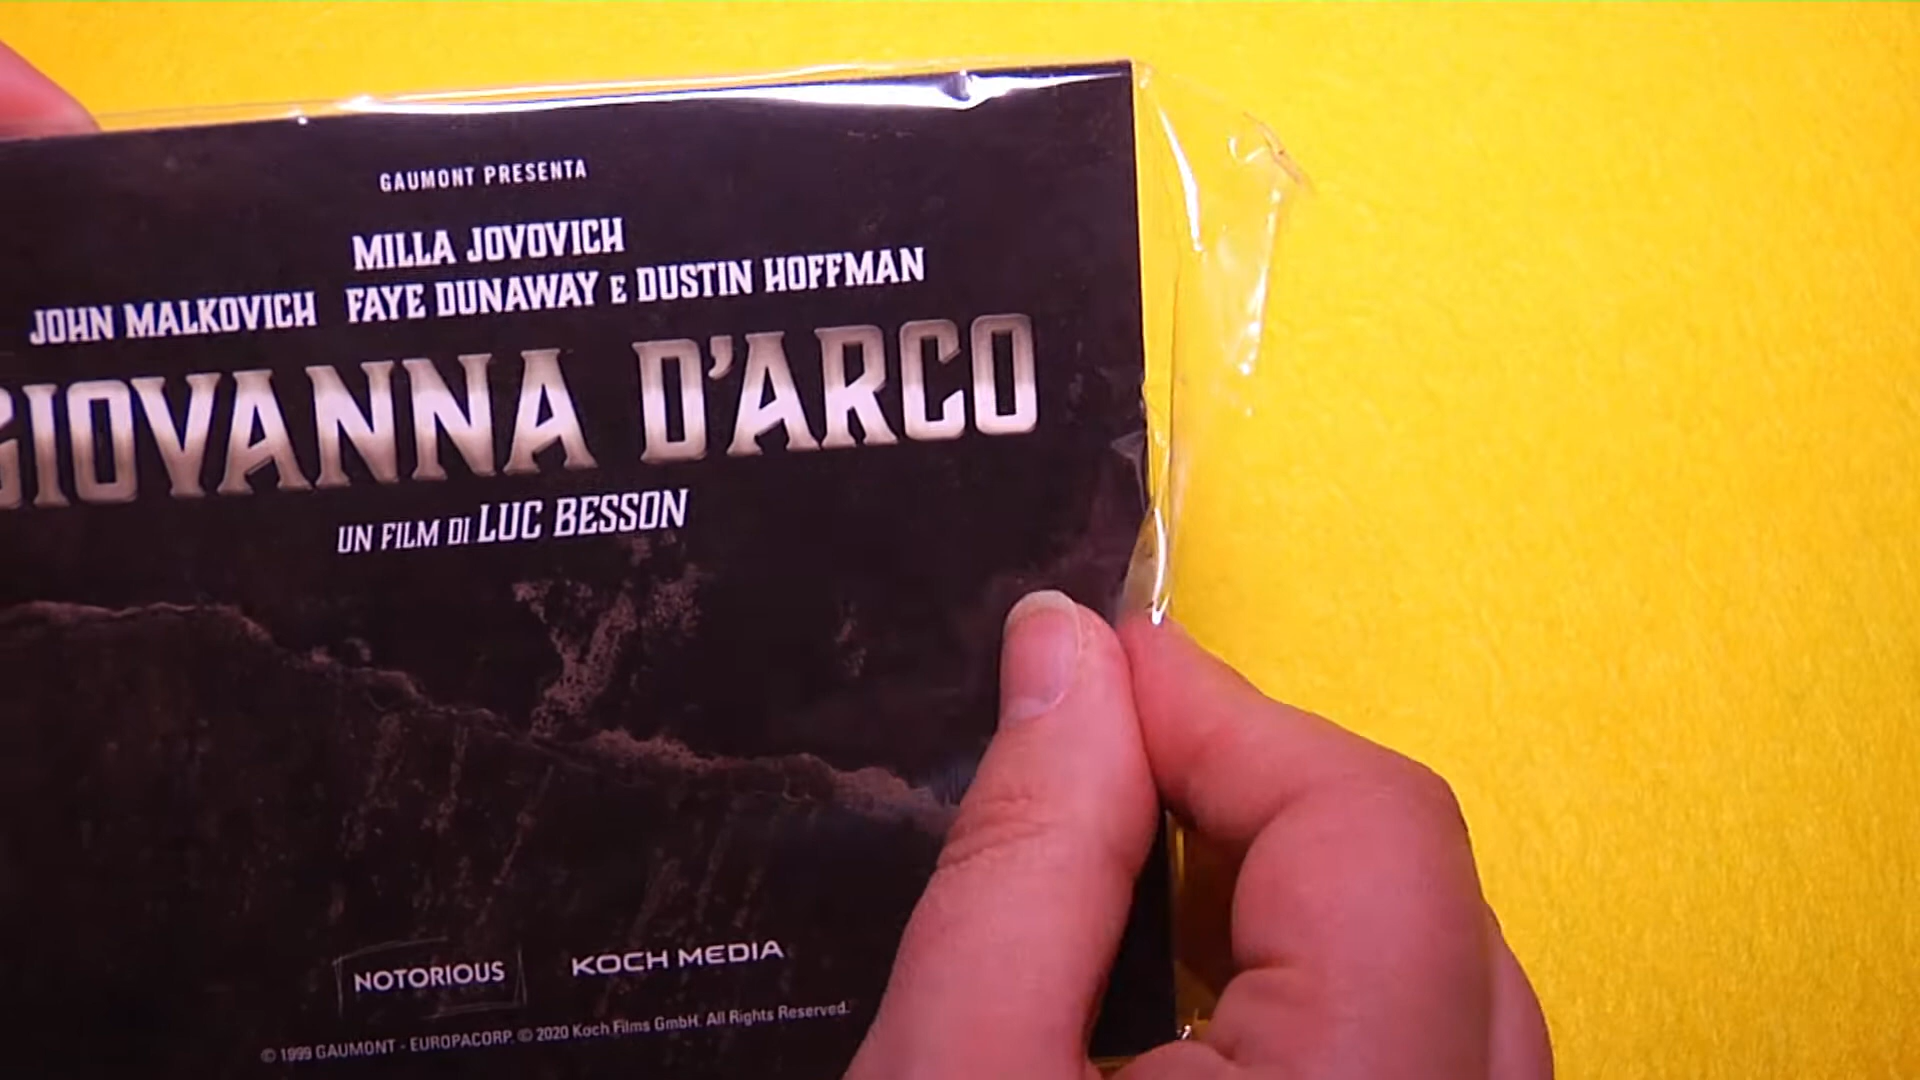 GAUMONT PRESENTA
MILLA JOVOVICH
JOHN MALKOVICH FAYE DUNAWAY E DUSTIN HOFFMAN
GIOVANNA D'ARCO
UN FILM DI LUC BESSON
NOTORIOUS KOCH MEDIA
© 1999 GAUMONT - EUROPACORP. © 2020 Koch Films GmbH. All Rights Reserved.